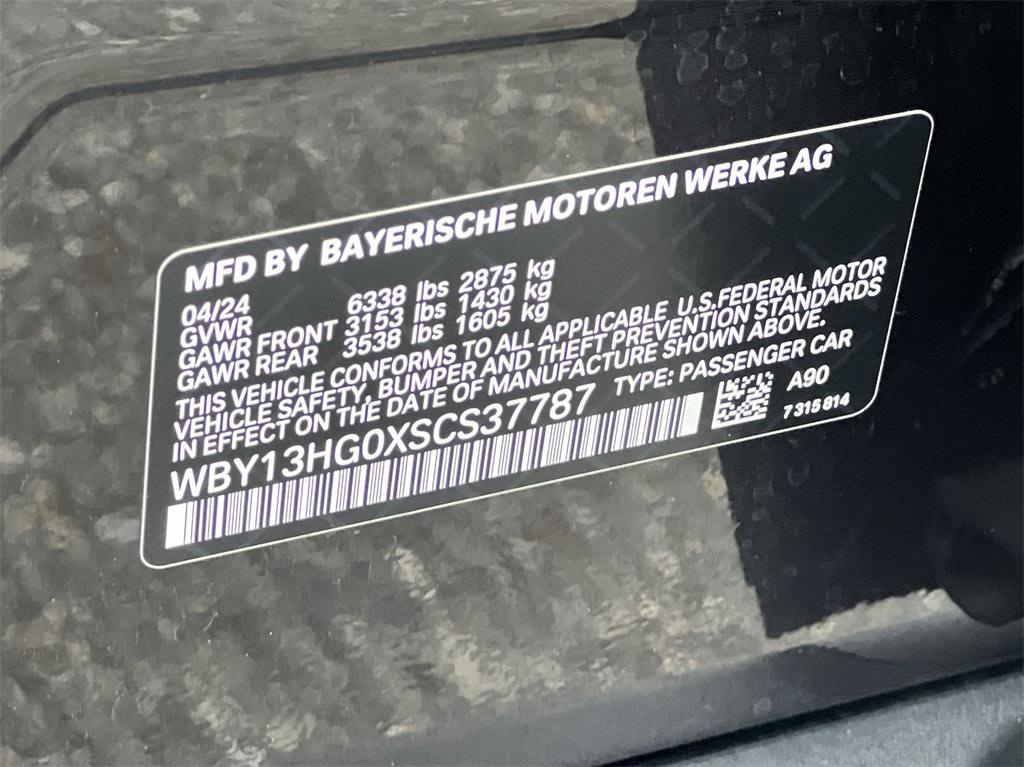 MFD BY BAYERISCHE MOTOREN WERKE AG
04/24
GVWR 6338 lbs 2875 kg
GAWR FRONT 3153 lbs 1430 kg
GAWR REAR 3538 lbs 1605 kg
THIS VEHICLE CONFORMS TO ALL APPLICABLE U.S.FEDERAL MOTOR
VEHICLE SAFETY, BUMPER AND THEFT PREVENTION STANDARDS
IN EFFECT ON THE DATE OF MANUFACTURE SHOWN ABOVE.
WBY13HG0XSCS37787 TYPE: PASSENGER CAR
A90
7 315 814